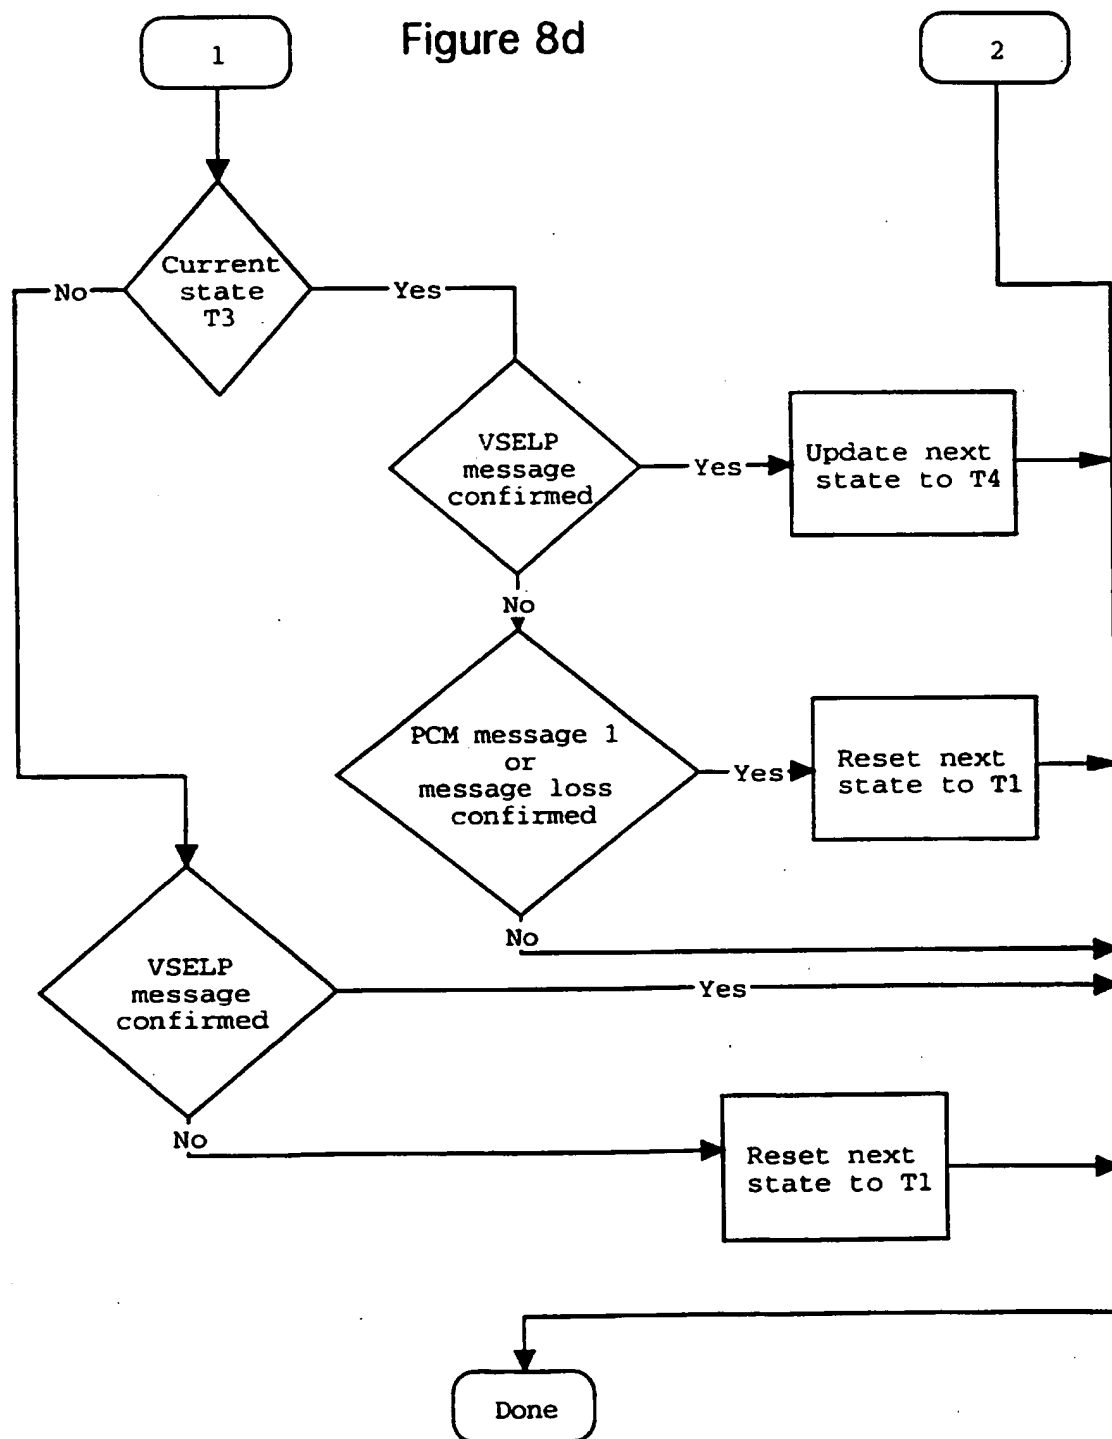 Figure 8d
1
2
Current
state
T3
No
Yes
VSELP
message
confirmed
Yes
Update next
state to T4
No
PCM message 1
or
message loss
confirmed
Yes
Reset next
state to T1
No
VSELP
message
confirmed
Yes
No
Reset next
state to T1
Done